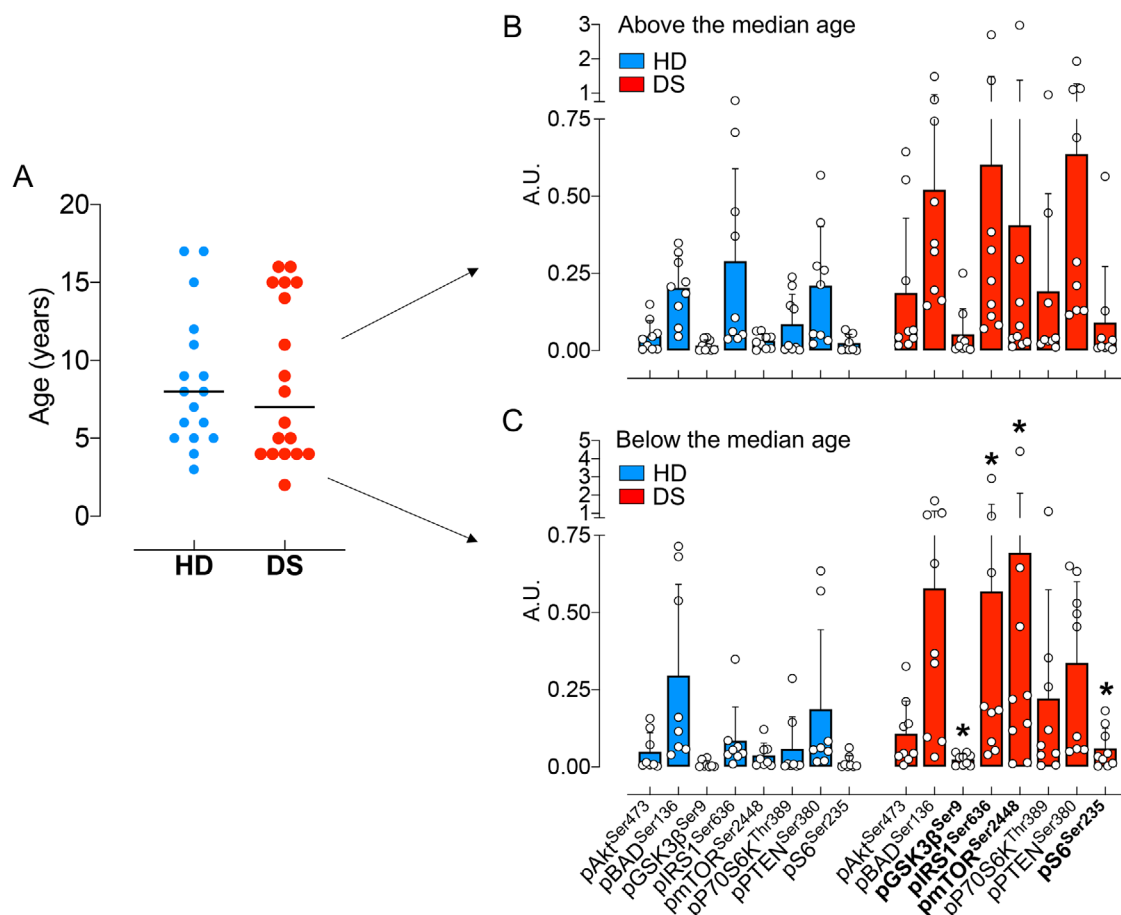 A
Age (years)
20
15
10
5
0
HD
DS
B
Above the median age
HD
DS
A.U.
3
2
1
0.75
0.50
0.25
0.00
C
Below the median age
HD
DS
A.U.
5
4
3
2
1
0.75
0.50
0.25
0.00
*
*
*
*
pAktSer473
pBADSer136
pGSK3βSer9
pIRS1Ser636
pmTORSer2448
pP70S6KThr389
pPTENSer380
pS6Ser235
pAktSer473
pBADSer136
pGSK3βSer9
pIRS1Ser636
pmTORSer2448
pP70S6KThr389
pPTENSer380
pS6Ser235